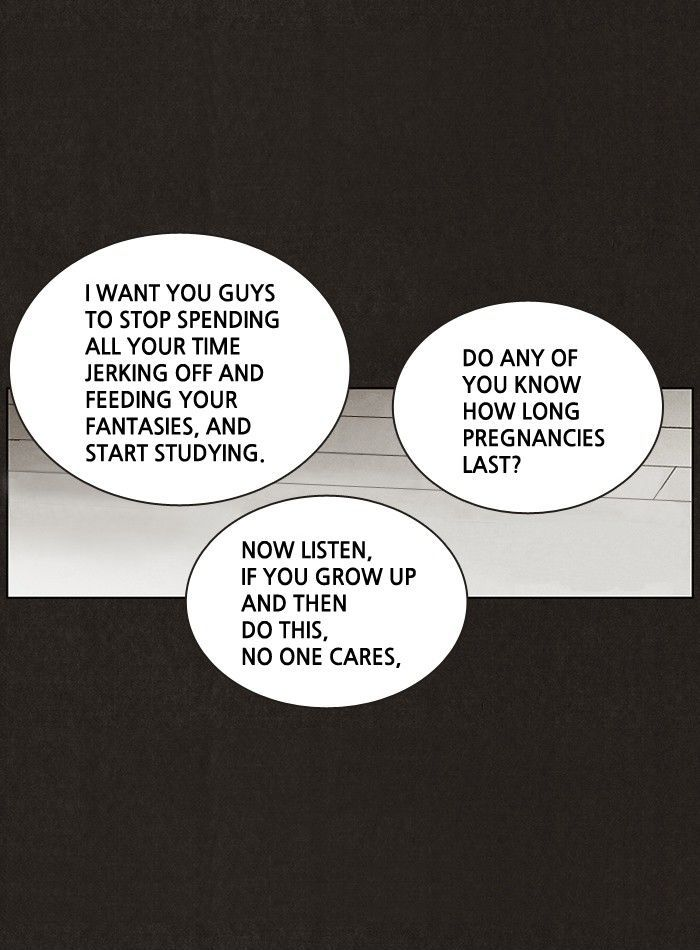 I WANT YOU GUYS
TO STOP SPENDING
ALL YOUR TIME
JERKING OFF AND
FEEDING YOUR
FANTASIES, AND
START STUDYING.
DO ANY OF
YOU KNOW
HOW LONG
PREGNANCIES
LAST?
NOW LISTEN,
IF YOU GROW UP
AND THEN
DO THIS,
NO ONE CARES,